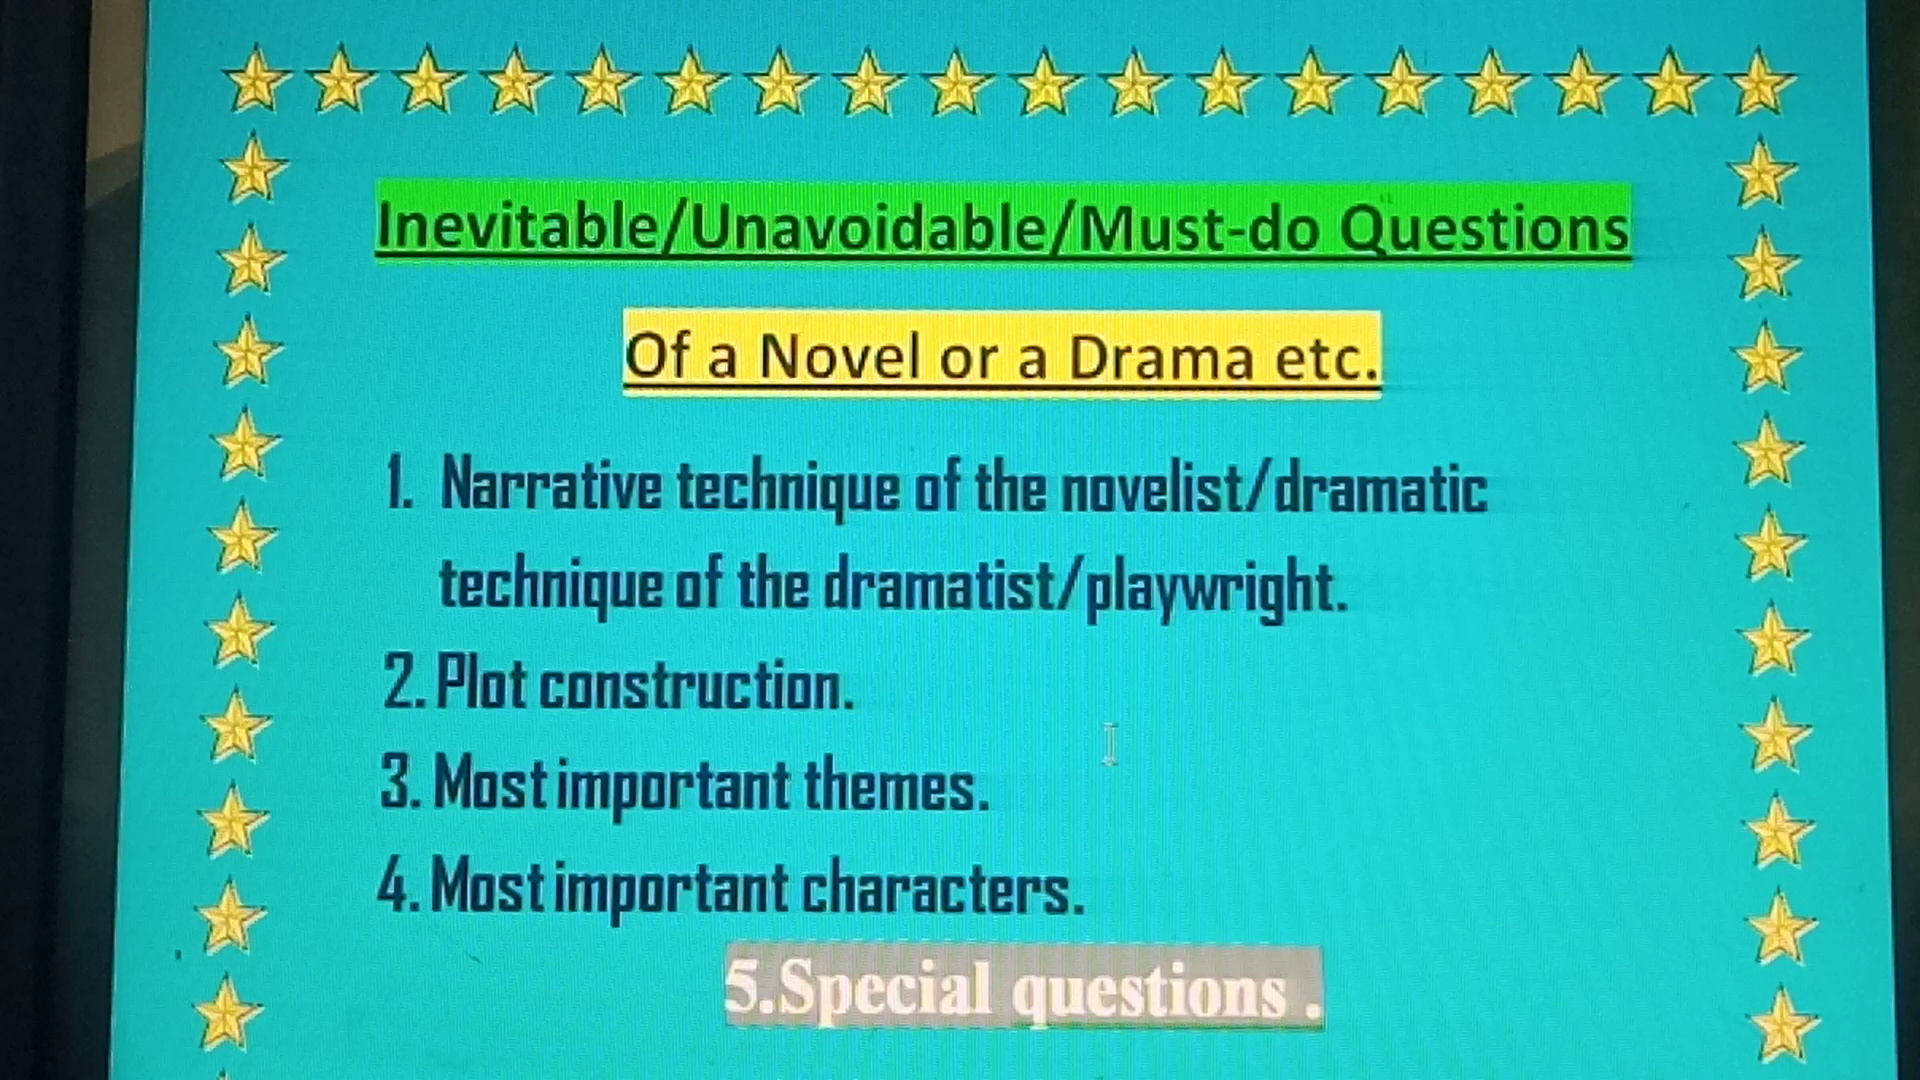 Inevitable/Unavoidable/Must-do Questions
Of a Novel or a Drama etc.
1. Narrative technique of the novelist/dramatic
technique of the dramatist/playwright.
2. Plot construction.
3. Most important themes.
4. Most important characters.
5.Special questions .